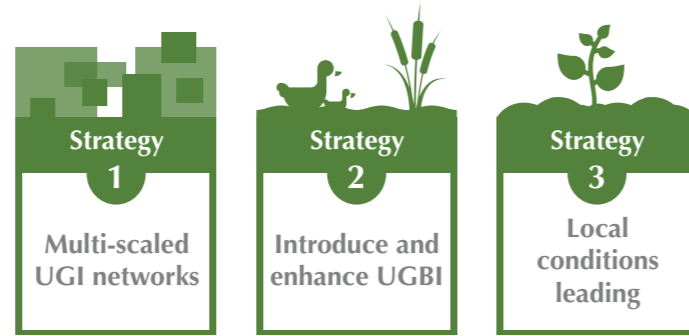 Strategy
1
Multi-scaled
UGI networks
Strategy
2
Introduce and
enhance UGBI
Strategy
3
Local
conditions
leading